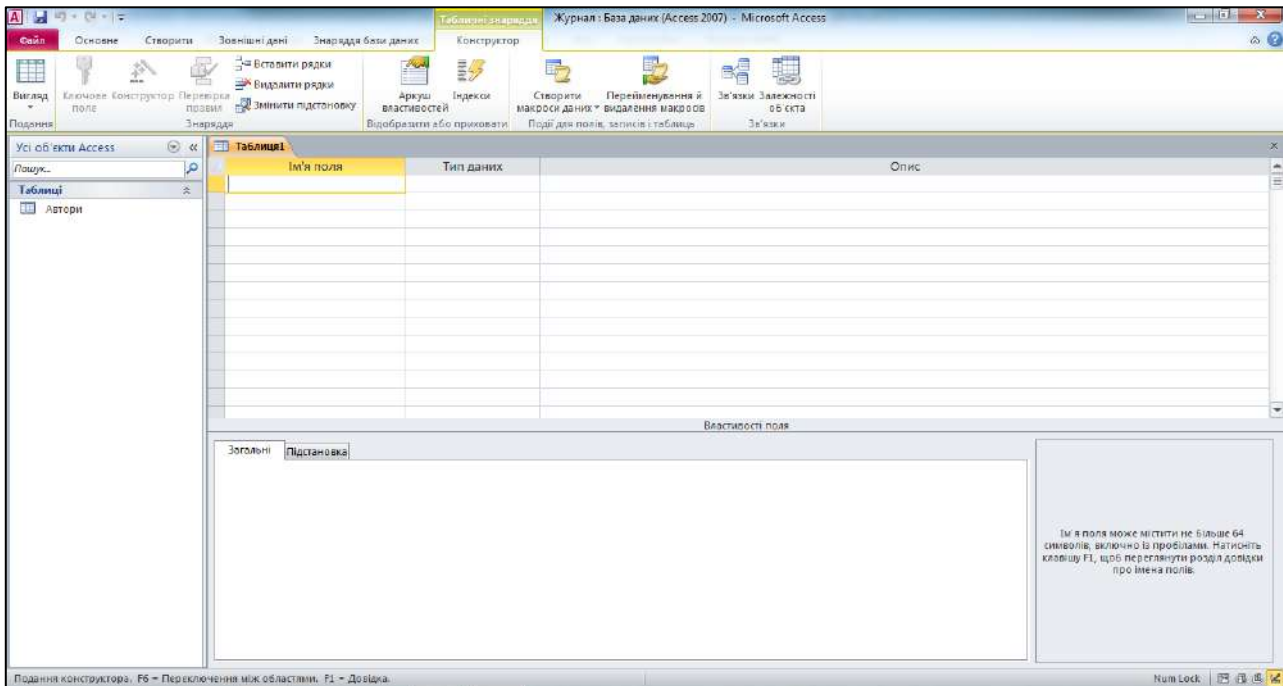 Табличні знаряддя
Журнал : База даних (Access 2007) - Microsoft Access
Файл Основне Створити Зовнішні дані Знаряддя бази даних Конструктор
Вигляд
Ключове поле
Конструктор
Перевірка правил
Вставити рядки
Видалити рядки
Змінити підстановку
Аркуш властивостей
Індекси
Створити макроси даних
Перейменування й видалення макросів
Зв'язки
Залежності об'єкта
Подання Знаряддя Відобразити або приховати Події для полів, записів і таблиць Зв'язки
Усі об'єкти Access
Пошук...
Таблиці
Автори
Таблиця1
Ім'я поля Тип даних Опис
Властивості поля
Загальні Підстановка
Ім'я поля може містити не більше 64
символів, включно із пробілами. Натисніть
клавішу F1, щоб переглянути розділ довідки
про імена полів.
Подання конструктора. F6 = Переключення між областями. F1 = Довідка.
Num Lock